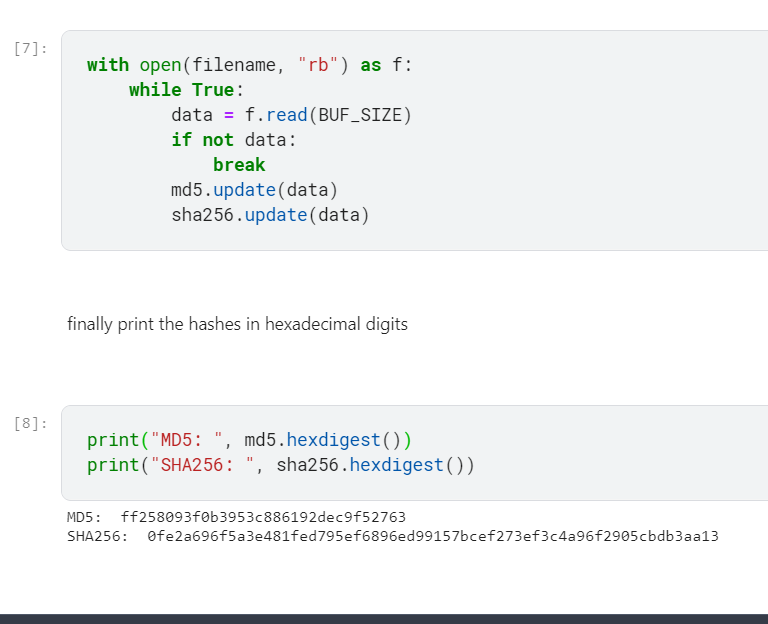 [7]:
with open(filename, "rb") as f:
    while True:
        data = f.read(BUF_SIZE)
        if not data:
            break
        md5.update(data)
        sha256.update(data)
finally print the hashes in hexadecimal digits
[8]:
print("MD5: ", md5.hexdigest())
print("SHA256: ", sha256.hexdigest())
MD5:  ff258093f0b3953c886192dec9f52763
SHA256:  0fe2a696f5a3e481fed795ef6896ed99157bcef273ef3c4a96f2905cbdb3aa13